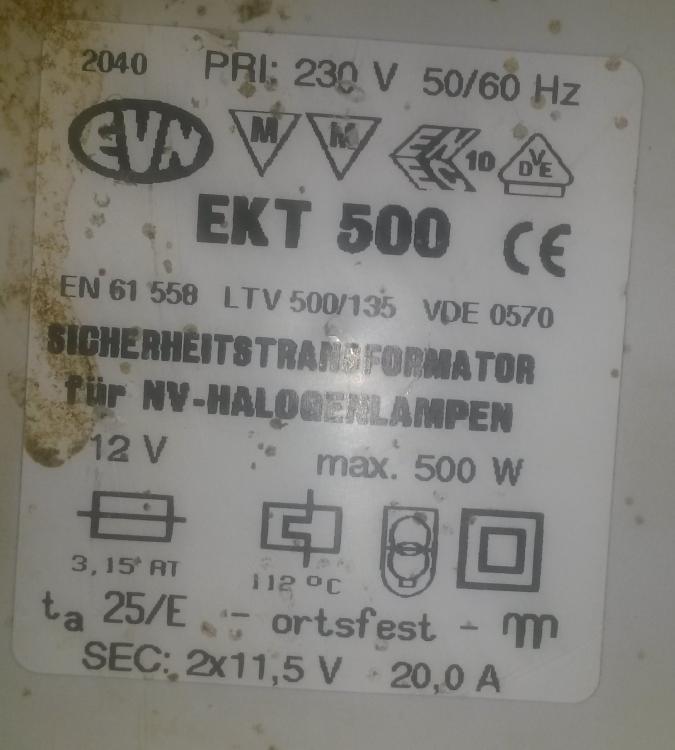 2040 PRI: 230 V 50/60 Hz
EVN M M ENEC 10 VDE
EKT 500 CE
EN 61 558 LTV 500/135 VDE 0570
SICHERHEITSTRANSFORMATOR
für NV-HALOGENLAMPEN
12 V max. 500 W
3,15 AT 112 °C
ta 25/E - ortsfest - m
SEC: 2x11,5 V 20,0 A